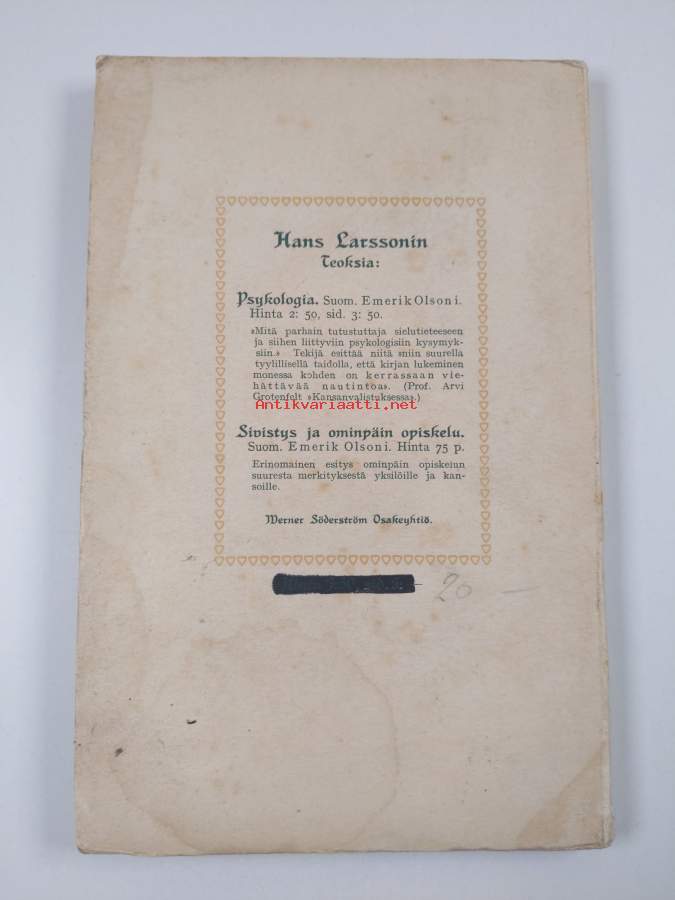 Hans Larssonin
Teoksia:
Psykologia. Suom. Emerik Olsoni.
Hinta 2: 50, sid. 3: 50.
»Mitä parhain tutustuttaja sielutieteeseen
ja siihen liittyviin psykologisiin kysymyk-
siin.» Tekijä esittää niitä »niin suurella
tyylillisellä taidolla, että kirjan lukeminen
monessa kohden on kerrassaan vie-
hättävää nautintoa». (Prof. Arvi
Grotenfelt »Kansanvalistuksessa».)
Antikvariaatti.net
Sivistys ja ominpäin opiskelu.
Suom. Emerik Olsoni. Hinta 75 p.
Erinomainen esitys ominpäin opiskelun
suuresta merkityksestä yksilöille ja kan-
soille.
Werner Söderström Osakeyhtiö.
20 —